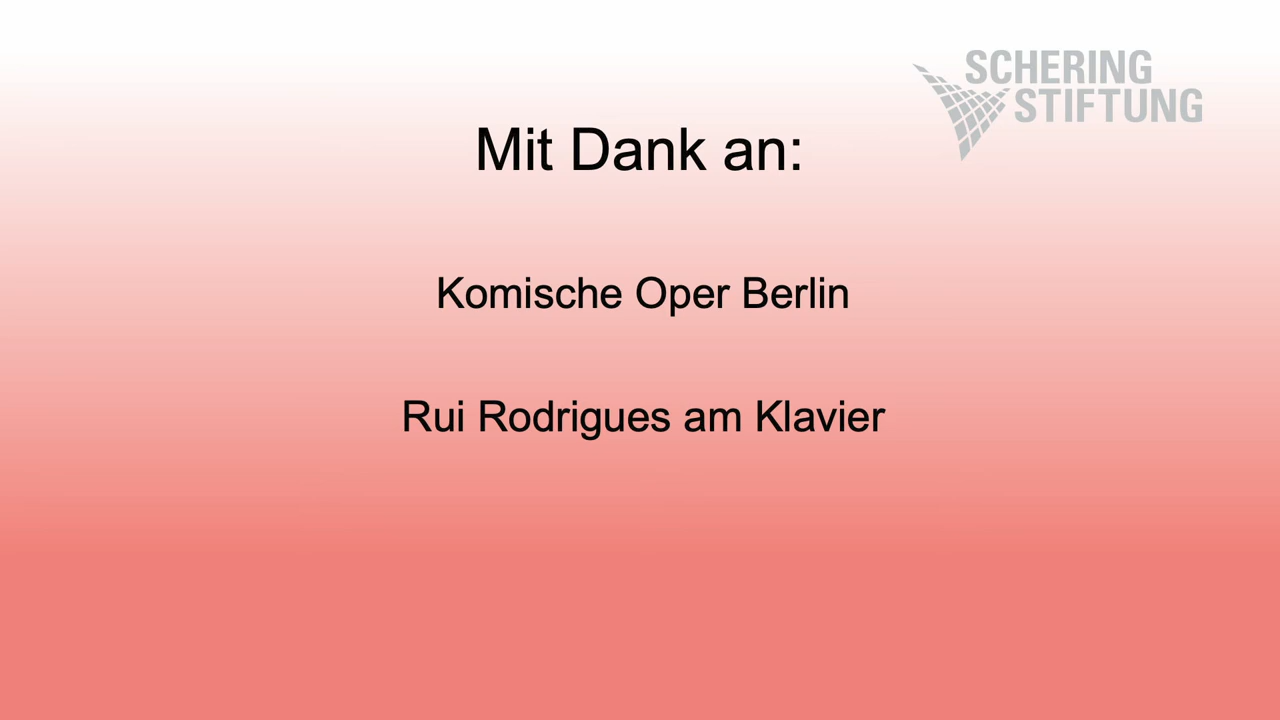 SCHERING
STIFTUNG
Mit Dank an:
Komische Oper Berlin
Rui Rodrigues am Klavier